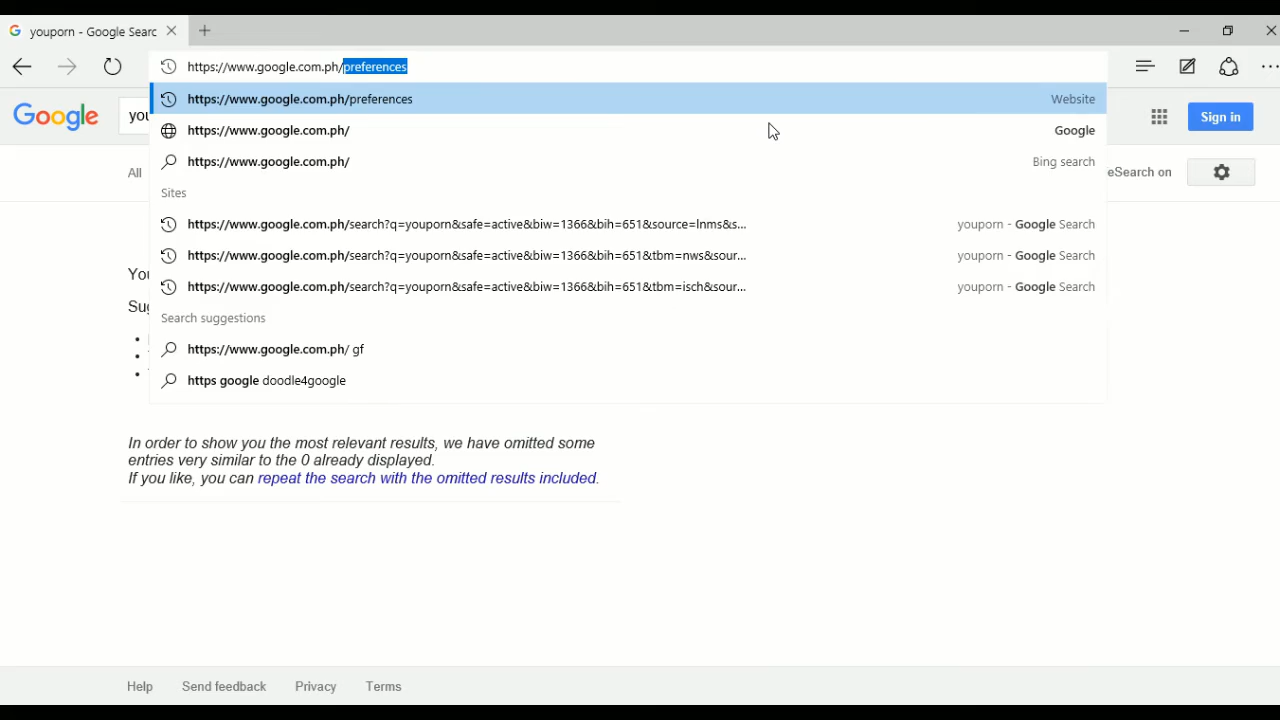 youporn - Google Searc
https://www.google.com.ph/preferences
Google
you
https://www.google.com.ph/preferences Website
https://www.google.com.ph/ Google
https://www.google.com.ph/ Bing search
Sign in
All
eSearch on
Sites
https://www.google.com.ph/search?q=youporn&safe=active&biw=1366&bih=651&source=lnms&s... youporn - Google Search
https://www.google.com.ph/search?q=youporn&safe=active&biw=1366&bih=651&tbm=nws&sour... youporn - Google Search
https://www.google.com.ph/search?q=youporn&safe=active&biw=1366&bih=651&tbm=isch&sour... youporn - Google Search
Search suggestions
https://www.google.com.ph/ gf
https google doodle4google
You
Sug
In order to show you the most relevant results, we have omitted some
entries very similar to the 0 already displayed.
If you like, you can repeat the search with the omitted results included.
Help Send feedback Privacy Terms